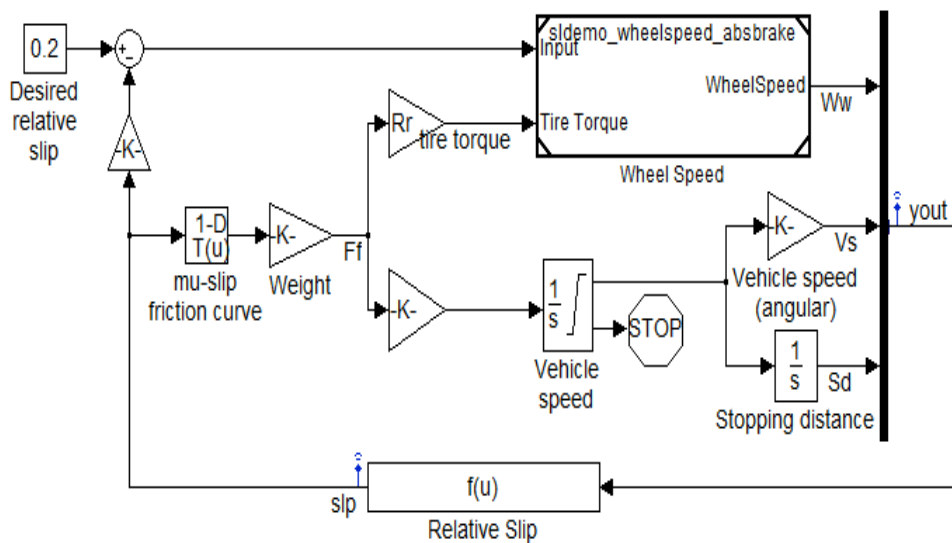 0.2
Desired
relative
slip
+
-
-K-
sldemo_wheelspeed_absbrake
Input
WheelSpeed
Tire Torque
Wheel Speed
Ww
Rr
tire torque
1-D
T(u)
mu-slip
friction curve
-K-
Weight
Ff
-K-
1
s
Vehicle
speed
STOP
-K-
Vs
Vehicle speed
(angular)
1
s
Sd
Stopping distance
yout
slp
f(u)
Relative Slip